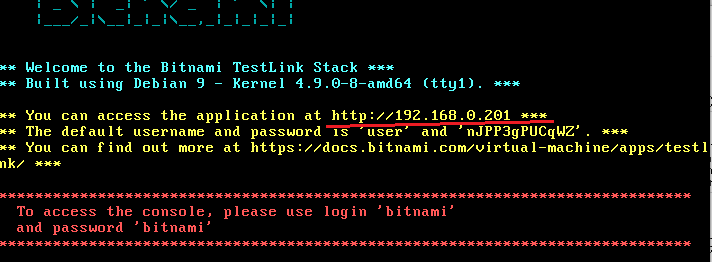 ** Welcome to the Bitnami TestLink Stack ***
** Built using Debian 9 - Kernel 4.9.0-8-amd64 (tty1). ***
** You can access the application at http://192.168.0.201 ***
** The default username and password is 'user' and 'nJPP3gPUCqWZ'. ***
** You can find out more at https://docs.bitnami.com/virtual-machine/apps/testl
nk/ ***
*************************************************************************
To access the console, please use login 'bitnami'
and password 'bitnami'
*************************************************************************